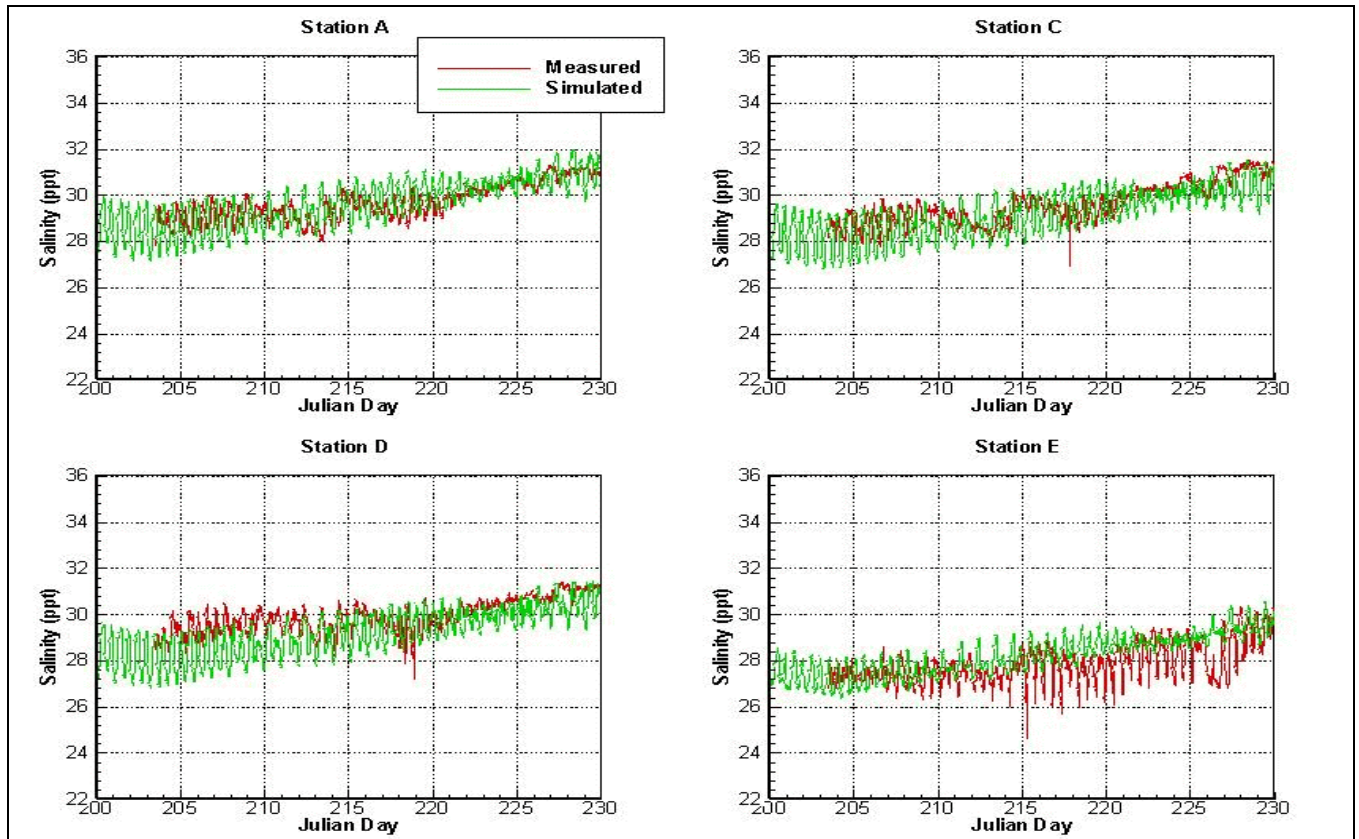 Station A
Measured
Simulated
36
34
32
30
28
26
24
22
Salinity (ppt)
200 205 210 215 220 225 230
Julian Day
Station C
36
34
32
30
28
26
24
22
Salinity (ppt)
200 205 210 215 220 225 230
Julian Day
Station D
36
34
32
30
28
26
24
22
Salinity (ppt)
200 205 210 215 220 225 230
Julian Day
Station E
36
34
32
30
28
26
24
22
Salinity (ppt)
200 205 210 215 220 225 230
Julian Day